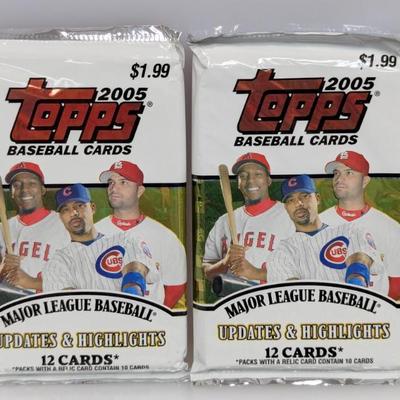 $1.99
2005
Topps®
BASEBALL CARDS
ANGEL
CUBS
MAJOR LEAGUE BASEBALL®
UPDATES & HIGHLIGHTS
12 CARDS*
*PACKS WITH A RELIC CARD CONTAIN 10 CARDS
$1.99
2005
Topps®
BASEBALL CARDS
ANGEL
CUBS
MAJOR LEAGUE BASEBALL®
UPDATES & HIGHLIGHTS
12 CARDS*
*PACKS WITH A RELIC CARD CONTAIN 10 CARDS